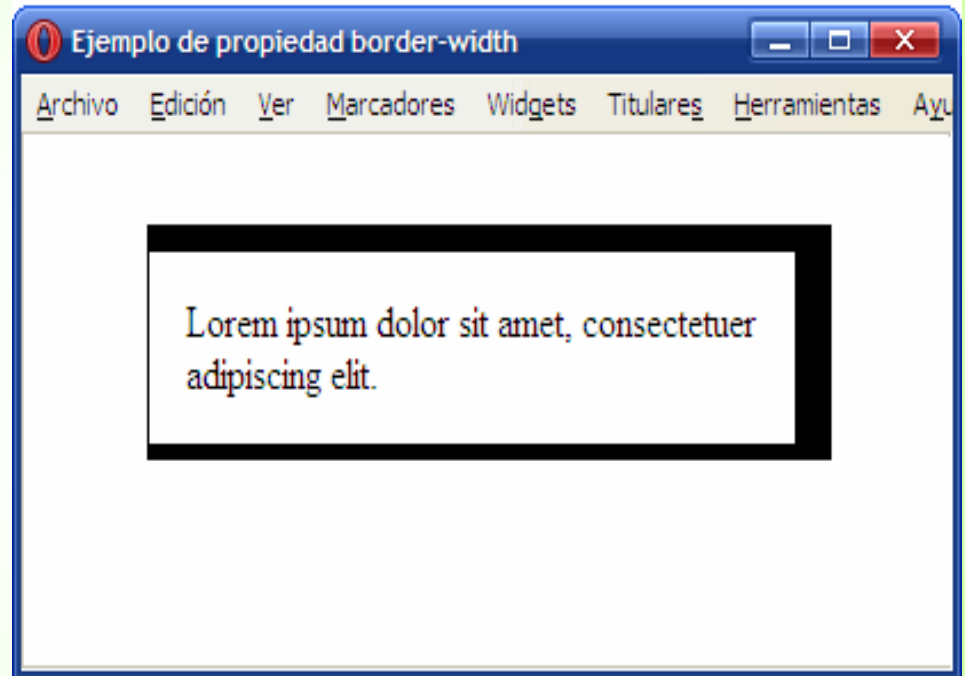 Ejemplo de propiedad border-width
Archivo Edición Ver Marcadores Widgets Titulares Herramientas Ayu
Lorem ipsum dolor sit amet, consectetuer
adipiscing elit.